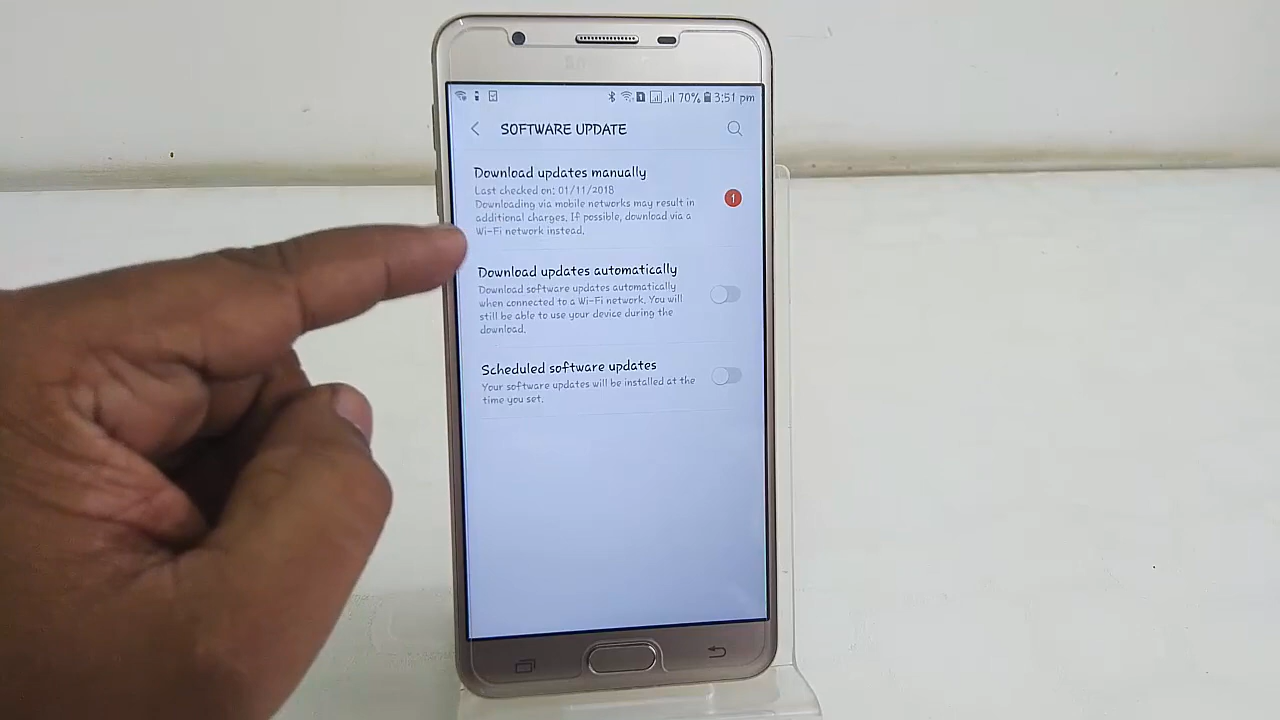 70% 3:51 pm
SOFTWARE UPDATE
Download updates manually
Last checked on: 01/11/2018
Downloading via mobile networks may result in
additional charges. If possible, download via a
Wi-Fi network instead.
1
Download updates automatically
Download software updates automatically
when connected to a Wi-Fi network. You will
still be able to use your device during the
download.
Scheduled software updates
Your software updates will be installed at the
time you set.